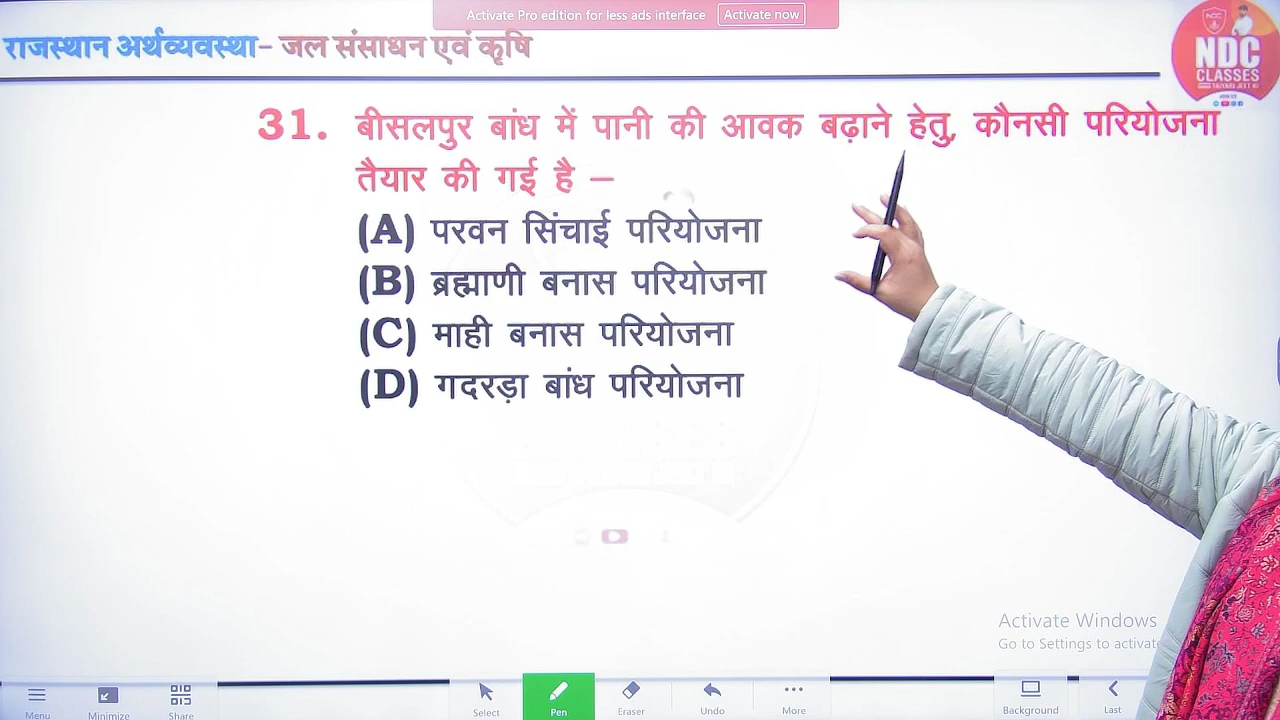 Activate Pro edition for less ads interface Activate now
राजस्थान अर्थव्यवस्था– जल संसाधन एवं कृषि
NDC
CLASSES
31. बीसलपुर बांध में पानी की आवक बढ़ाने हेतु, कौनसी परियोजना
तैयार की गई है –
(A) परवन सिंचाई परियोजना
(B) ब्रह्माणी बनास परियोजना
(C) माही बनास परियोजना
(D) गदरड़ा बांध परियोजना
Activate Windows
Go to Settings to activate
Menu Minimize Share Select Pen Eraser Undo More Background Last